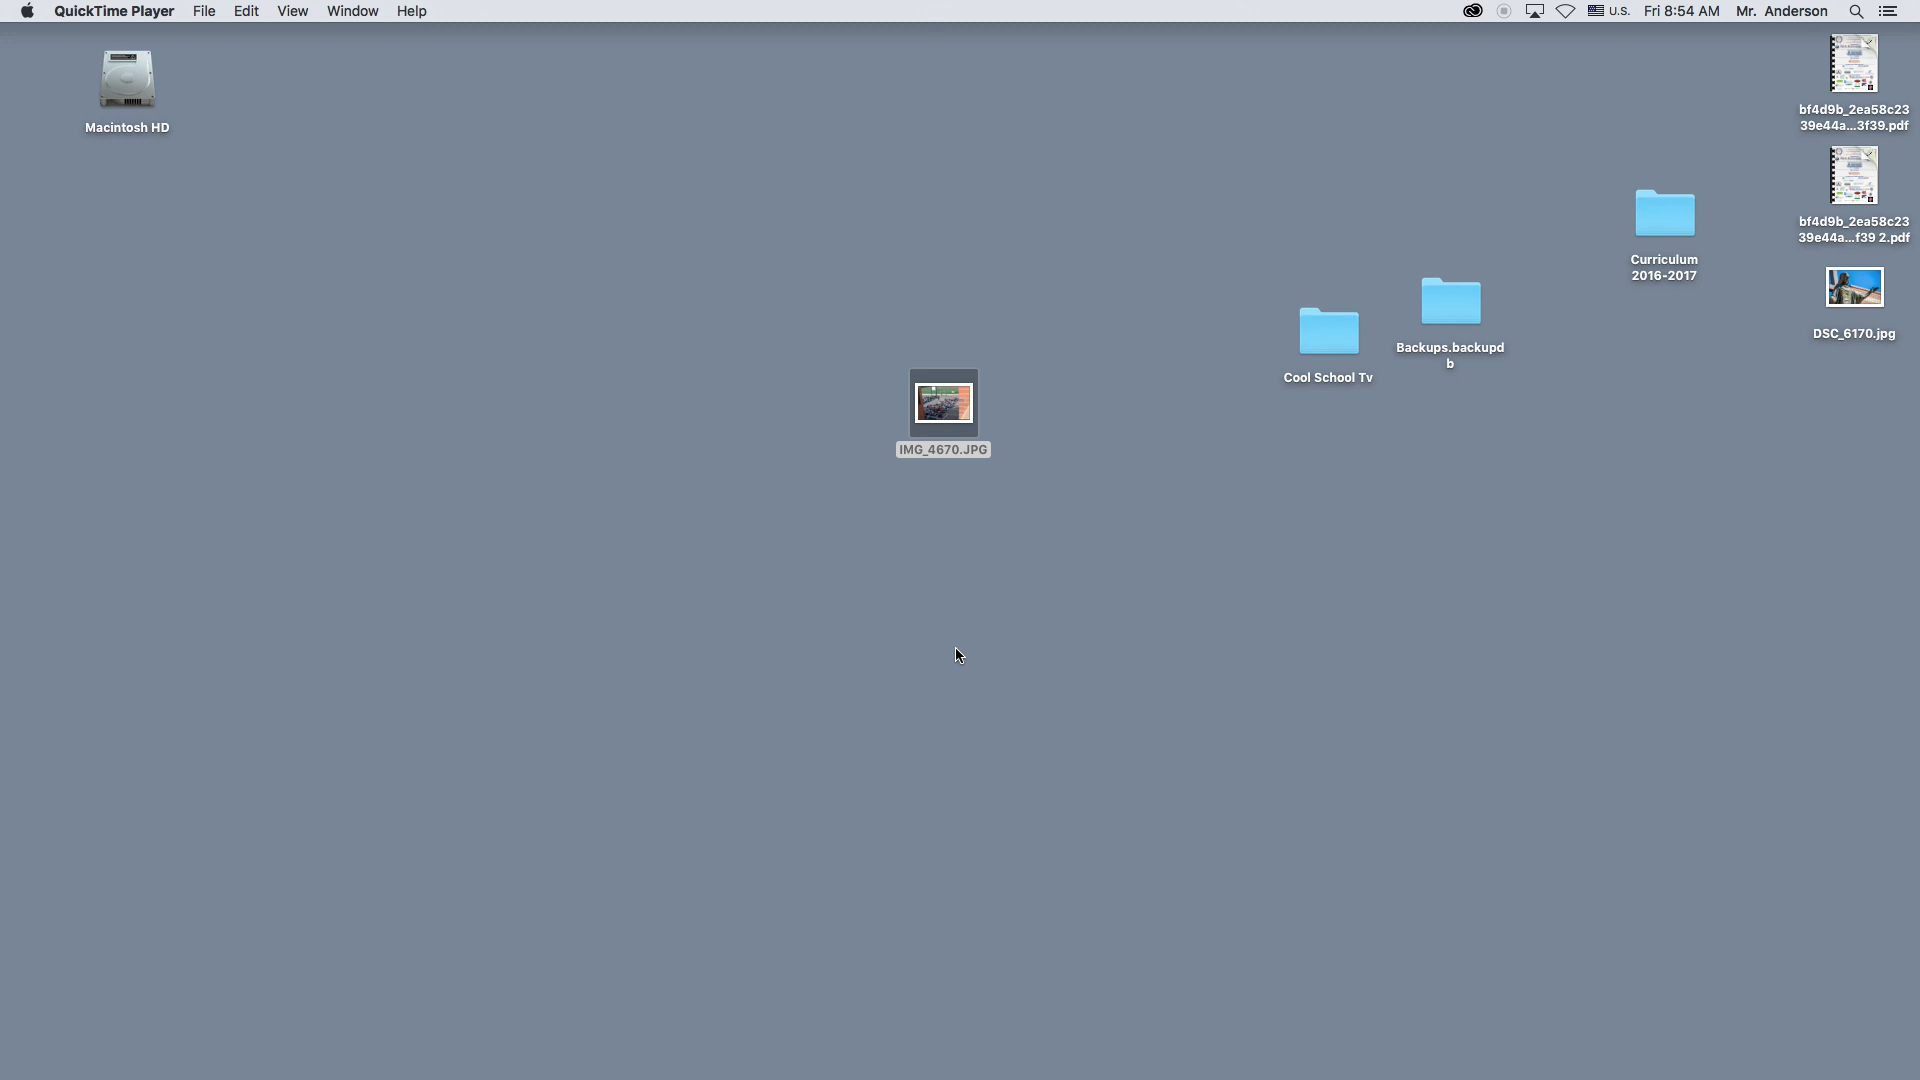 QuickTime Player File Edit View Window Help U.S. Fri 8:54 AM Mr. Anderson
Macintosh HD
bf4d9b_2ea58c23
39e44a...3f39.pdf
bf4d9b_2ea58c23
39e44a...f39 2.pdf
Curriculum
2016-2017
DSC_6170.jpg
Backups.backupd
b
Cool School Tv
IMG_4670.JPG